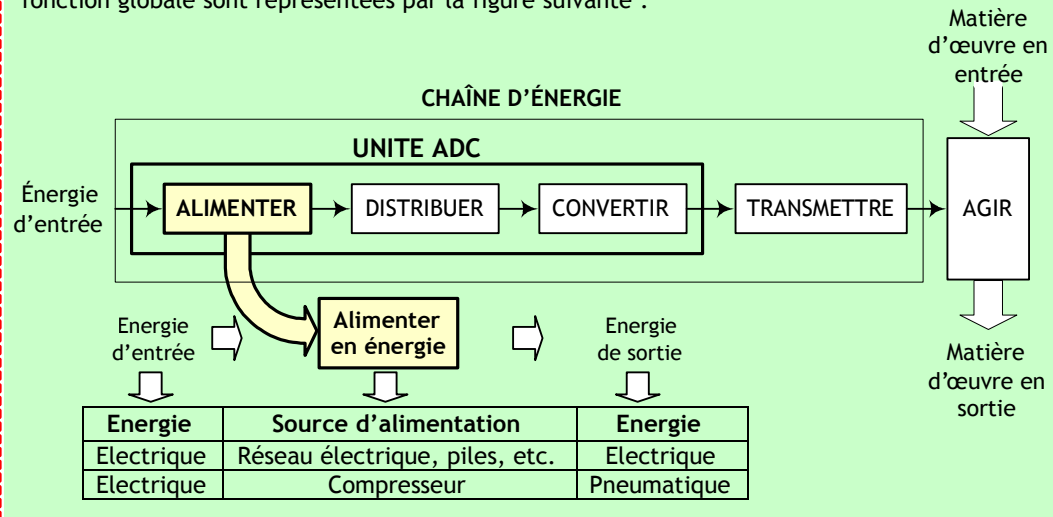 fonction globale sont représentées par la figure suivante :
Matière
d’œuvre en
entrée
CHAÎNE D’ÉNERGIE
UNITE ADC
Énergie
d’entrée
ALIMENTER
DISTRIBUER
CONVERTIR
TRANSMETTRE
AGIR
Energie
d’entrée
Alimenter
en énergie
Energie
de sortie
Matière
d’œuvre en
sortie
Energie Source d’alimentation Energie
Electrique Réseau électrique, piles, etc. Electrique
Electrique Compresseur Pneumatique